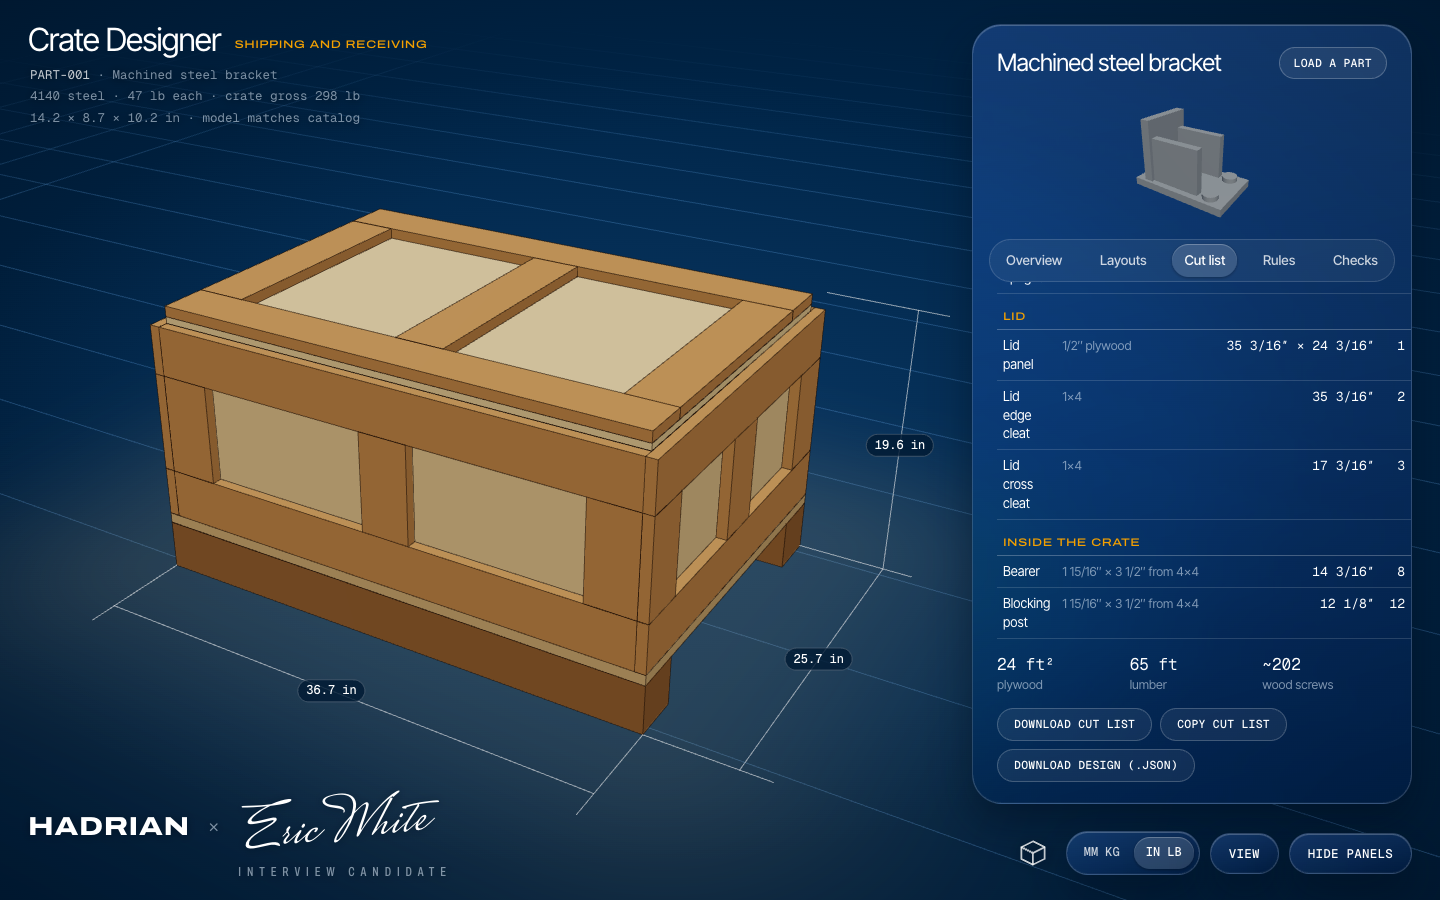 Crate Designer SHIPPING AND RECEIVING
PART-001 · Machined steel bracket
4140 steel · 47 lb each · crate gross 298 lb
14.2 × 8.7 × 10.2 in · model matches catalog
Machined steel bracket
LOAD A PART
Overview Layouts Cut list Rules Checks
LID
Lid panel 1/2″ plywood 35 3/16″ × 24 3/16″ 1
Lid edge cleat 1×4 35 3/16″ 2
Lid cross cleat 1×4 17 3/16″ 3
INSIDE THE CRATE
Bearer 1 15/16″ × 3 1/2″ from 4×4 14 3/16″ 8
Blocking post 1 15/16″ × 3 1/2″ from 4×4 12 1/8″ 12
24 ft² 65 ft ~202
plywood lumber wood screws
DOWNLOAD CUT LIST COPY CUT LIST
DOWNLOAD DESIGN (.JSON)
19.6 in
25.7 in
36.7 in
HADRIAN × Eric White
INTERVIEW CANDIDATE
MM KG IN LB VIEW HIDE PANELS